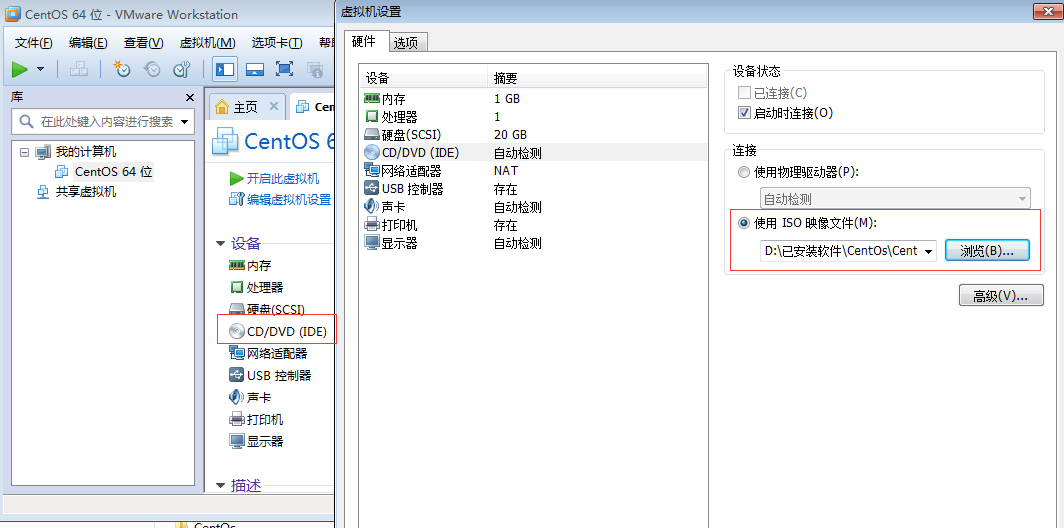 CentOS 64 位 - VMware Workstation
文件(F) 编辑(E) 查看(V) 虚拟机(M) 选项卡(T)
库
在此处键入内容进行搜索
我的计算机
CentOS 64 位
共享虚拟机
主页
CentOS
开启此虚拟机
编辑虚拟机设置
设备
内存
处理器
硬盘(SCSI)
CD/DVD (IDE)
网络适配器
USB 控制器
声卡
打印机
显示器
描述
CentOs
虚拟机设置
硬件 选项
设备 摘要
内存 1 GB
处理器 1
硬盘(SCSI) 20 GB
CD/DVD (IDE) 自动检测
网络适配器 NAT
USB 控制器 存在
声卡 自动检测
打印机 存在
显示器 自动检测
设备状态
已连接(C)
启动时连接(O)
连接
使用物理驱动器(P):
自动检测
使用 ISO 映像文件(M):
D:\已安装软件\CentOs\Cent 浏览(B)...
高级(V)...